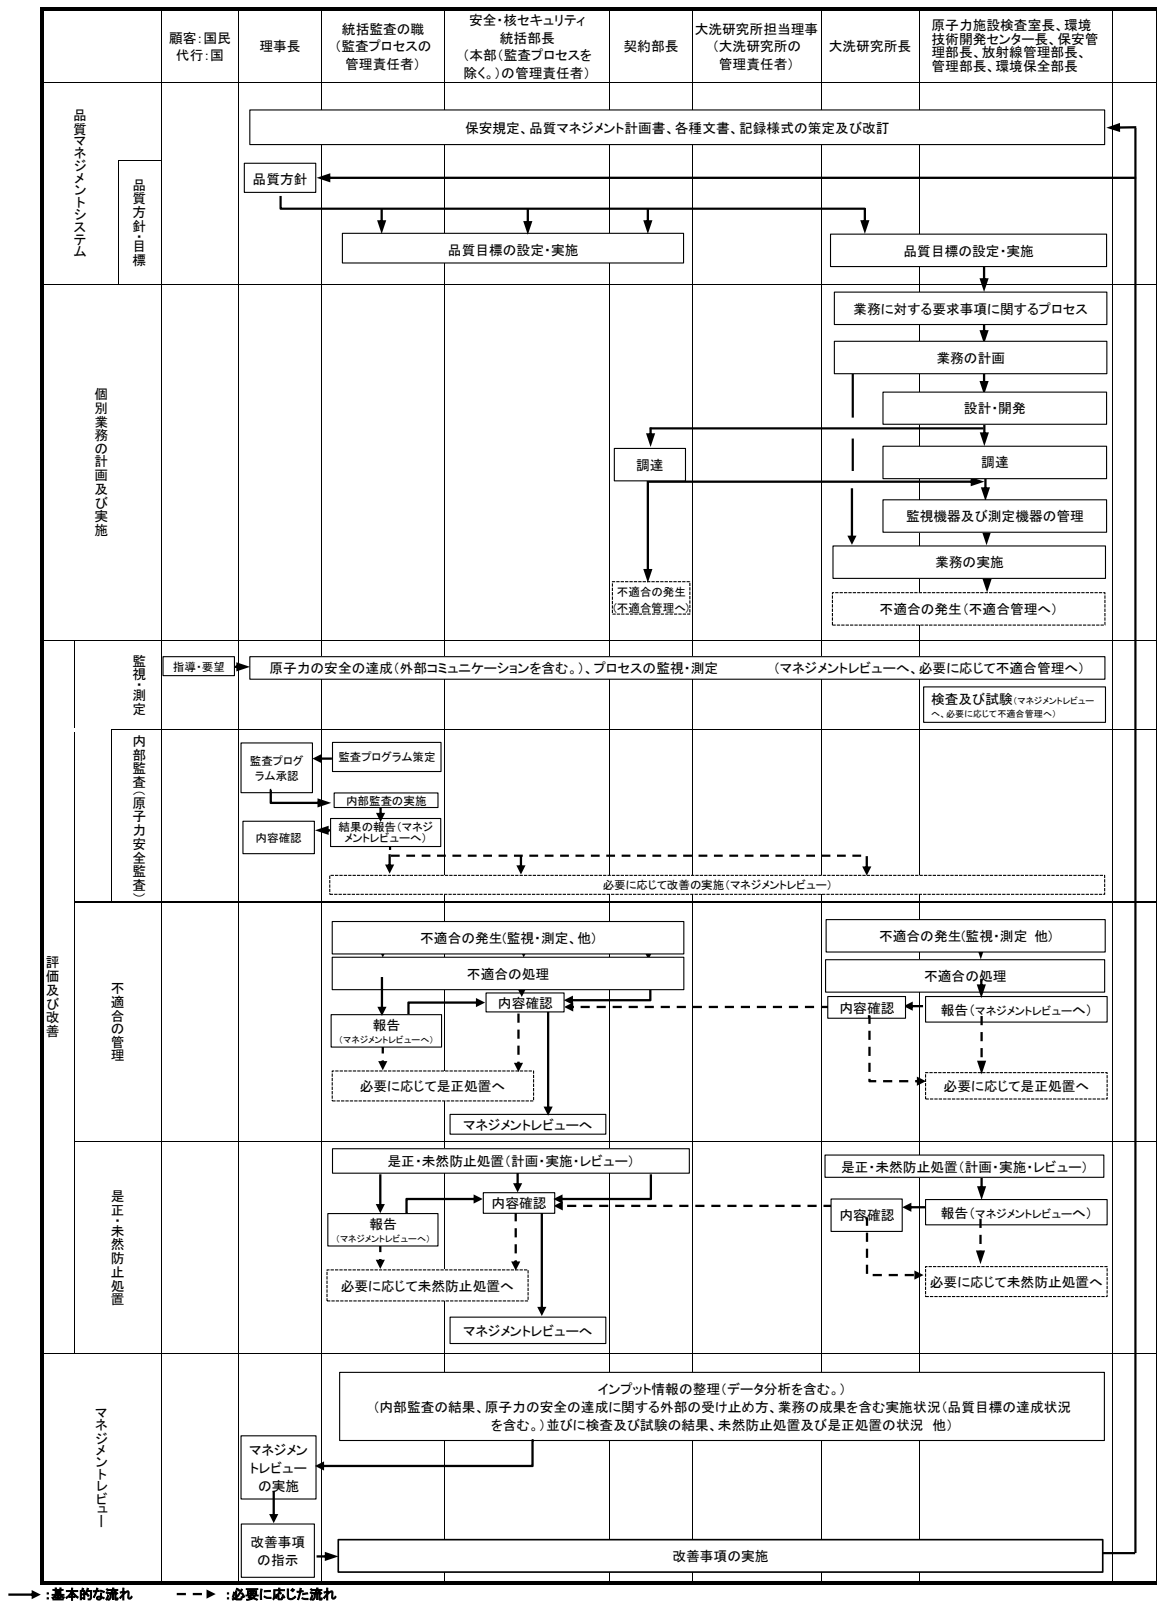 顧客:国民
代行:国
理事長
統括監査の職
(監査プロセスの
管理責任者)
安全・核セキュリティ
統括部長
(本部(監査プロセスを
除く。)の管理責任者)
契約部長
大洗研究所担当理事
(大洗研究所の
管理責任者)
大洗研究所長
原子力施設検査室長、環境
技術開発センター長、保安管
理部長、放射線管理部長、
管理部長、環境保全部長
品質マネジメントシステム
保安規定、品質マネジメント計画書、各種文書、記録様式の策定及び改訂
品質方針・目標
品質方針
品質目標の設定・実施
品質目標の設定・実施
個別業務の計画及び実施
業務に対する要求事項に関するプロセス
業務の計画
設計・開発
調達
調達
監視機器及び測定機器の管理
業務の実施
不適合の発生
(不適合管理へ)
不適合の発生(不適合管理へ)
評価及び改善
監視・測定
指導・要望
原子力の安全の達成(外部コミュニケーションを含む。)、プロセスの監視・測定 (マネジメントレビューへ、必要に応じて不適合管理へ)
検査及び試験(マネジメントレビュー
へ、必要に応じて不適合管理へ)
内部監査(原子力安全監査)
監査プログ
ラム承認
監査プログラム策定
内部監査の実施
内容確認
結果の報告(マネジ
メントレビューへ)
必要に応じて改善の実施(マネジメントレビュー)
不適合の管理
不適合の発生(監視・測定、他)
不適合の発生(監視・測定 他)
不適合の処理
不適合の処理
内容確認
内容確認
報告(マネジメントレビューへ)
報告
(マネジメントレビューへ)
必要に応じて是正処置へ
必要に応じて是正処置へ
マネジメントレビューへ
是正・未然防止処置
是正・未然防止処置(計画・実施・レビュー)
是正・未然防止処置(計画・実施・レビュー)
内容確認
内容確認
報告(マネジメントレビューへ)
報告
(マネジメントレビューへ)
必要に応じて未然防止処置へ
必要に応じて未然防止処置へ
マネジメントレビューへ
マネジメントレビュー
インプット情報の整理(データ分析を含む。)
(内部監査の結果、原子力の安全の達成に関する外部の受け止め方、業務の成果を含む実施状況(品質目標の達成状況
を含む。)並びに検査及び試験の結果、未然防止処置及び是正処置の状況 他)
マネジメン
トレビュー
の実施
改善事項
の指示
改善事項の実施
:基本的な流れ
:必要に応じた流れ